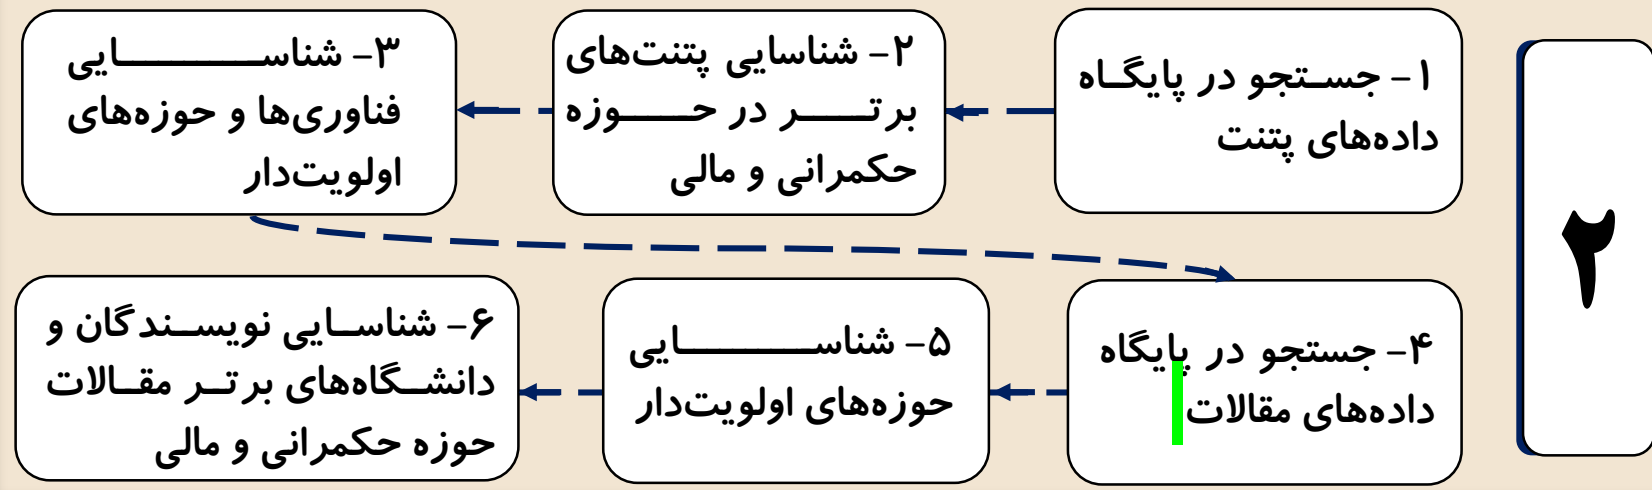 ۲
۱- جستجو در پایگاه
داده‌های پتنت
۲- شناسایی پتنت‌های
برتر در حوزه
حکمرانی و مالی
۳- شناسایی
فناوری‌ها و حوزه‌های
اولویت‌دار
۴- جستجو در پایگاه
داده‌های مقالات
۵- شناسایی
حوزه‌های اولویت‌دار
۶- شناسایی نویسندگان و
دانشگاه‌های برتر مقالات
حوزه حکمرانی و مالی